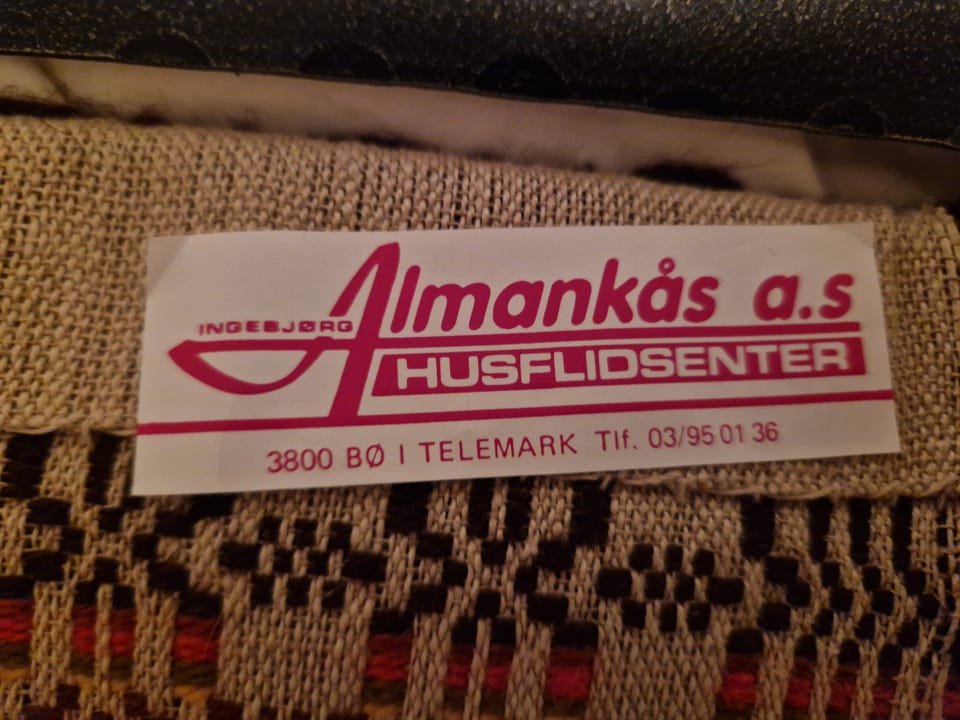 INGEBJØRG Almankås a.s
HUSFLIDSENTER
3800 BØ I TELEMARK Tlf. 03/95 01 36